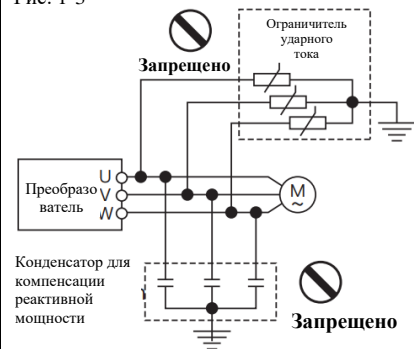 Рис. 1-3
Ограничитель
ударного
тока
Запрещено
Преобразо
ватель
U
V
W
M
~
Конденсатор для
компенсации
реактивной
мощности
Запрещено